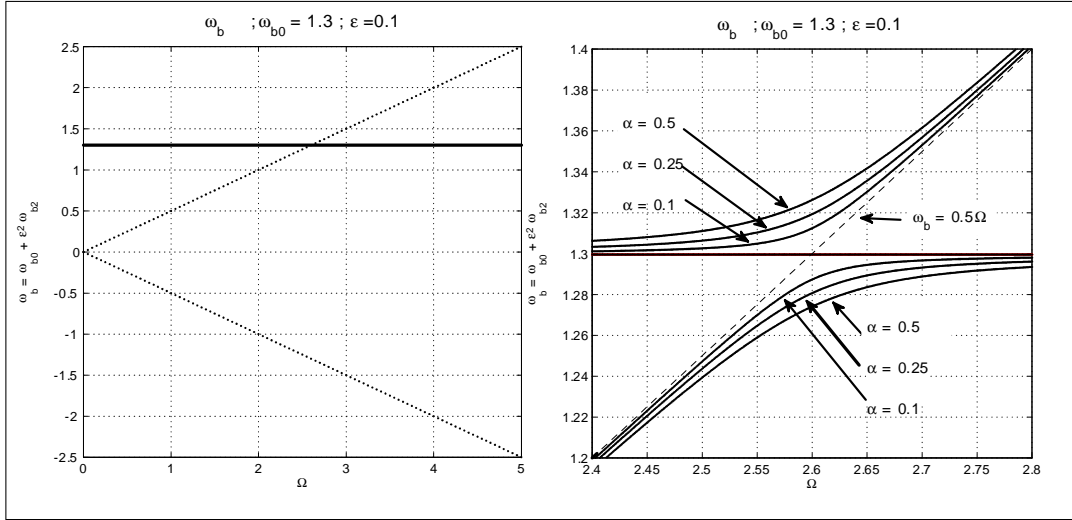 ω_b ; ω_b0 = 1.3 ; ε =0.1
2.5
2
1.5
1
0.5
0
-0.5
-1
-1.5
-2
-2.5
0 1 2 3 4 5
Ω
ω_b = ω_b0 + ε² ω_b2
ω_b ; ω_b0 = 1.3 ; ε =0.1
1.4
1.38
1.36
1.34
1.32
1.3
1.28
1.26
1.24
1.22
1.2
2.4 2.45 2.5 2.55 2.6 2.65 2.7 2.75 2.8
Ω
ω_b = ω_b0 + ε² ω_b2
α = 0.5
α = 0.25
α = 0.1
ω_b = 0.5Ω
α = 0.5
α = 0.25
α = 0.1